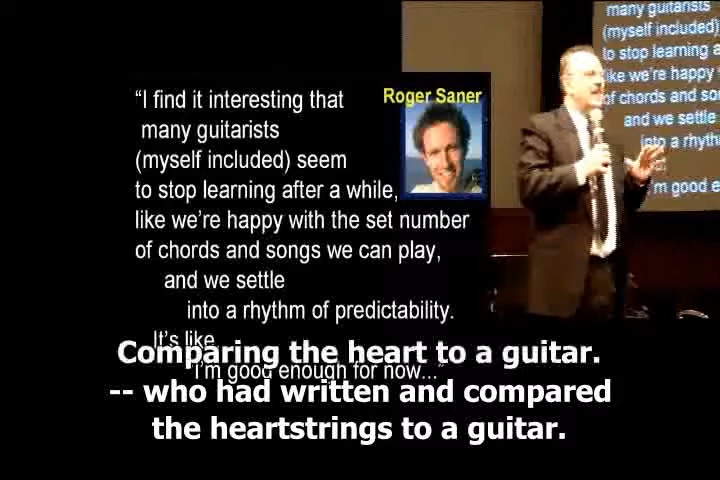 “I find it interesting that
many guitarists
(myself included) seem
to stop learning after a while,
like we're happy with the set number
of chords and songs we can play,
and we settle
into a rhythm of predictability.
It's like
'I'm good enough for now...”
Roger Saner
many guitarists
(myself included)
to stop learning
like we're happy
of chords and
and we settle
into a
'm good
Comparing the heart to a guitar.
-- who had written and compared
the heartstrings to a guitar.